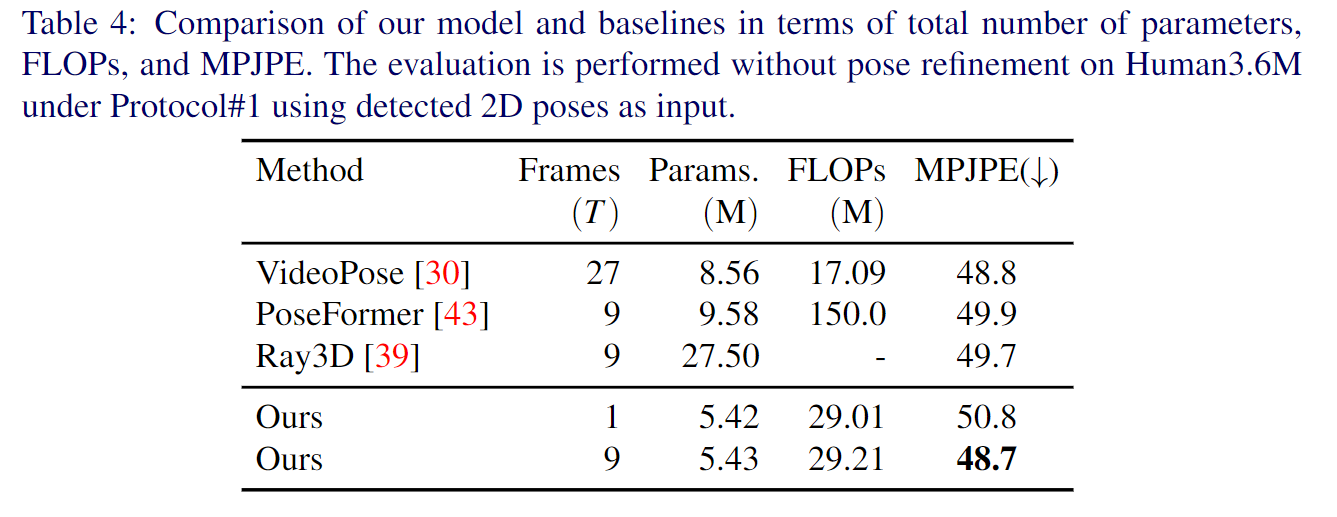 Table 4: Comparison of our model and baselines in terms of total number of parameters,
FLOPs, and MPJPE. The evaluation is performed without pose refinement on Human3.6M
under Protocol#1 using detected 2D poses as input.
Method Frames Params. FLOPs MPJPE(↓)
(T) (M) (M)
VideoPose [30] 27 8.56 17.09 48.8
PoseFormer [43] 9 9.58 150.0 49.9
Ray3D [39] 9 27.50 - 49.7
Ours 1 5.42 29.01 50.8
Ours 9 5.43 29.21 48.7